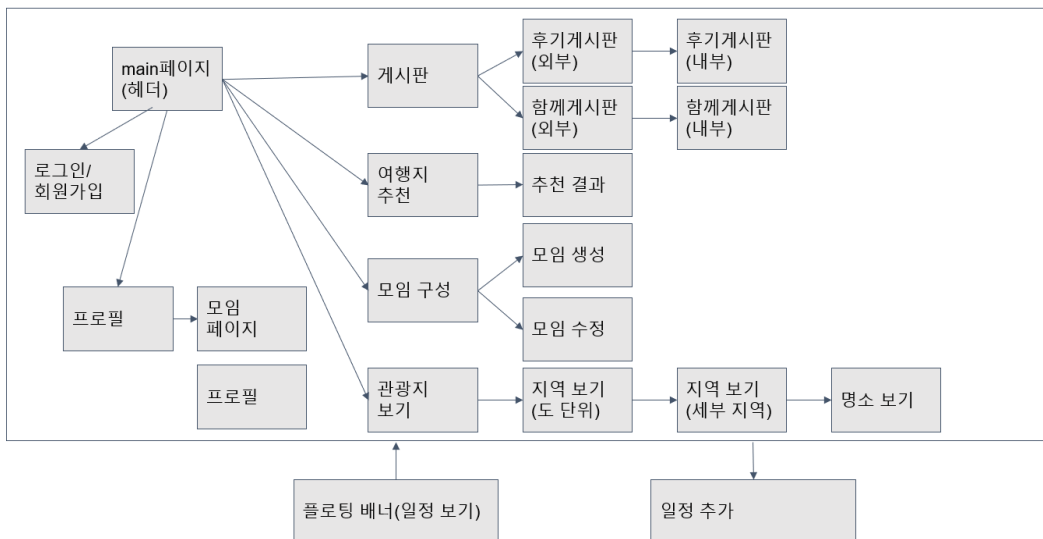 main페이지
(헤더)
게시판
후기게시판
(외부)
후기게시판
(내부)
함께게시판
(외부)
함께게시판
(내부)
로그인/
회원가입
여행지
추천
추천 결과
모임 구성
모임 생성
모임 수정
프로필
모임
페이지
프로필
관광지
보기
지역 보기
(도 단위)
지역 보기
(세부 지역)
명소 보기
플로팅 배너(일정 보기)
일정 추가